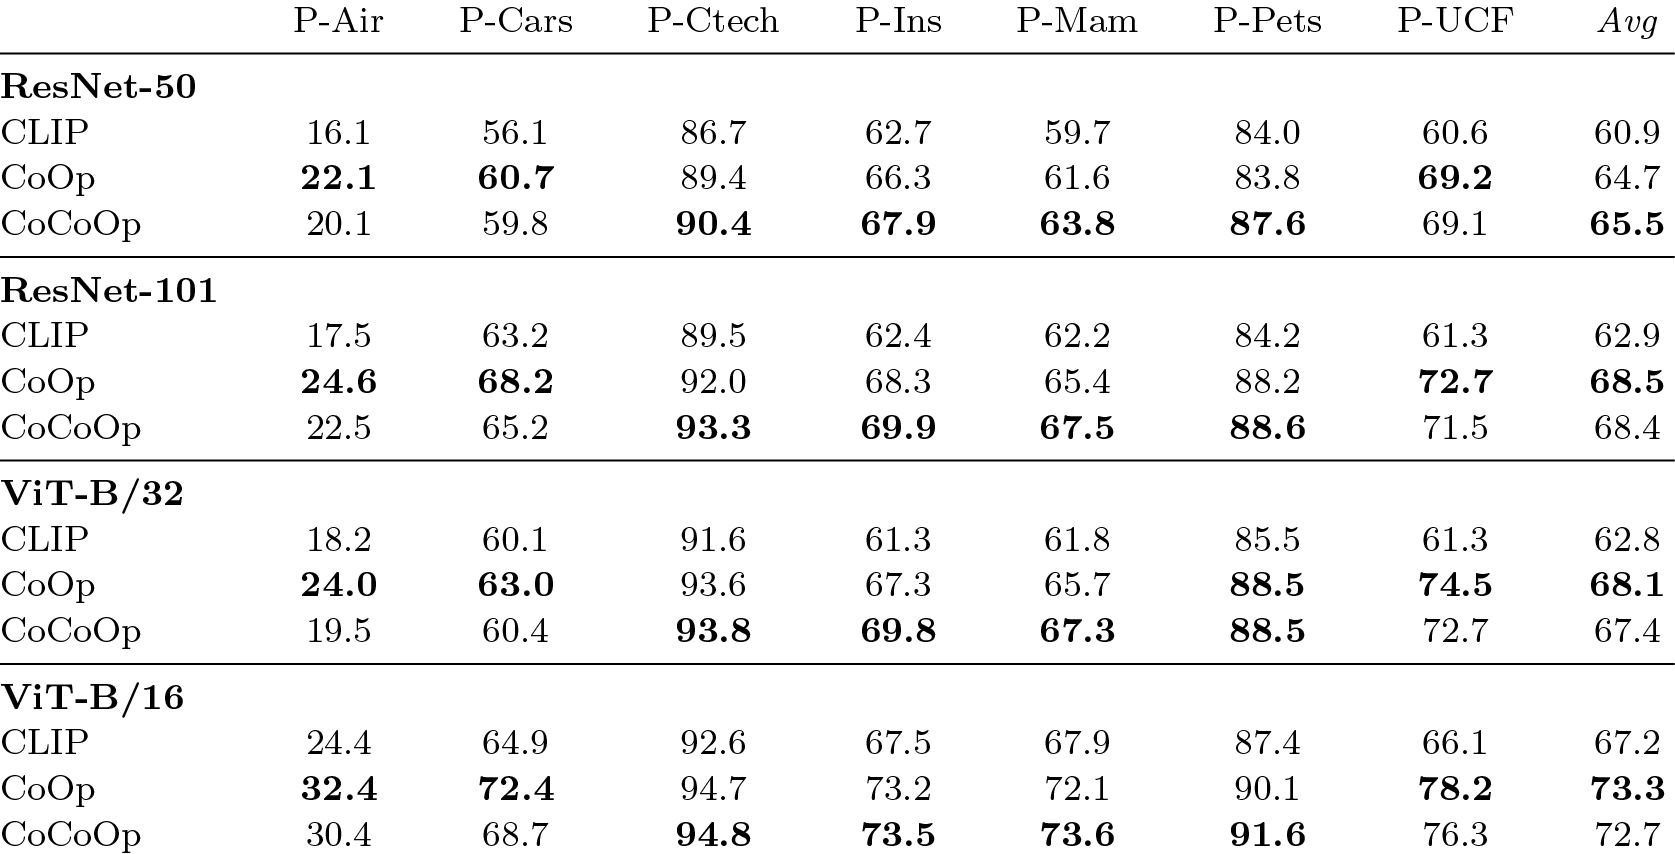 P-Air P-Cars P-Ctech P-Ins P-Mam P-Pets P-UCF Avg
ResNet-50
CLIP 16.1 56.1 86.7 62.7 59.7 84.0 60.6 60.9
CoOp 22.1 60.7 89.4 66.3 61.6 83.8 69.2 64.7
CoCoOp 20.1 59.8 90.4 67.9 63.8 87.6 69.1 65.5
ResNet-101
CLIP 17.5 63.2 89.5 62.4 62.2 84.2 61.3 62.9
CoOp 24.6 68.2 92.0 68.3 65.4 88.2 72.7 68.5
CoCoOp 22.5 65.2 93.3 69.9 67.5 88.6 71.5 68.4
ViT-B/32
CLIP 18.2 60.1 91.6 61.3 61.8 85.5 61.3 62.8
CoOp 24.0 63.0 93.6 67.3 65.7 88.5 74.5 68.1
CoCoOp 19.5 60.4 93.8 69.8 67.3 88.5 72.7 67.4
ViT-B/16
CLIP 24.4 64.9 92.6 67.5 67.9 87.4 66.1 67.2
CoOp 32.4 72.4 94.7 73.2 72.1 90.1 78.2 73.3
CoCoOp 30.4 68.7 94.8 73.5 73.6 91.6 76.3 72.7